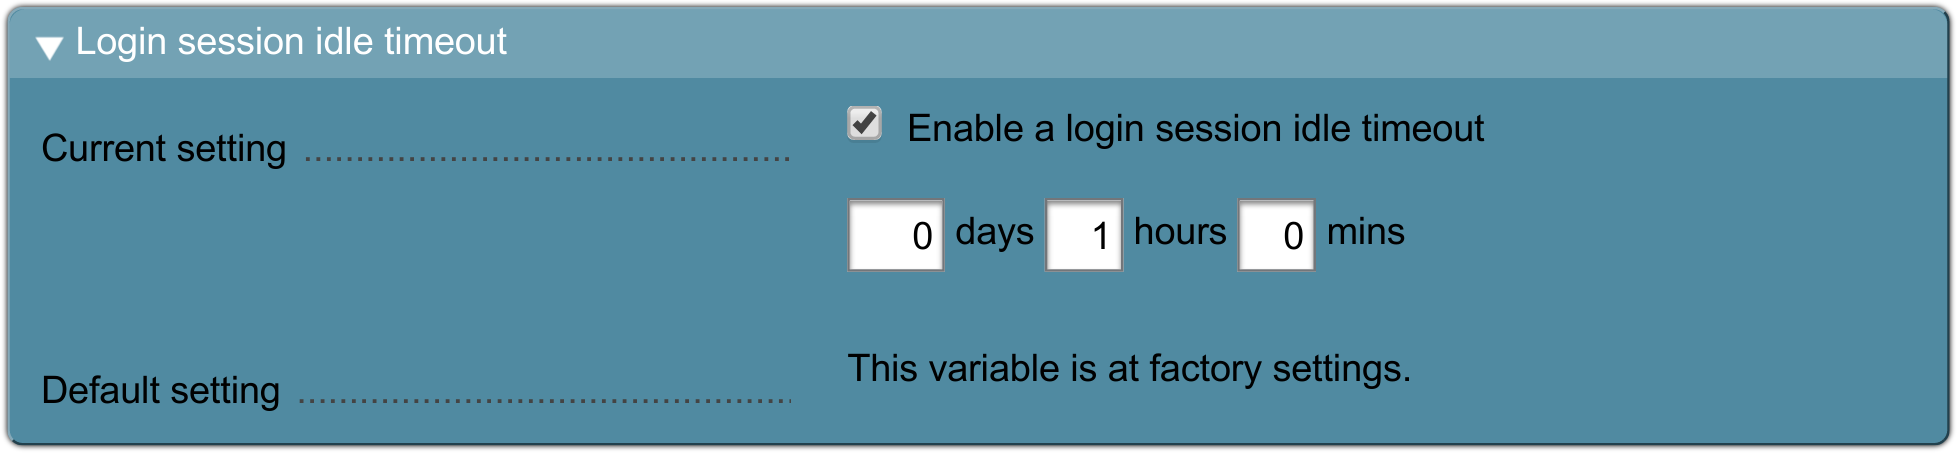 Login session idle timeout
Enable a login session idle timeout
Current setting
0 days 1 hours 0 mins
This variable is at factory settings.
Default setting